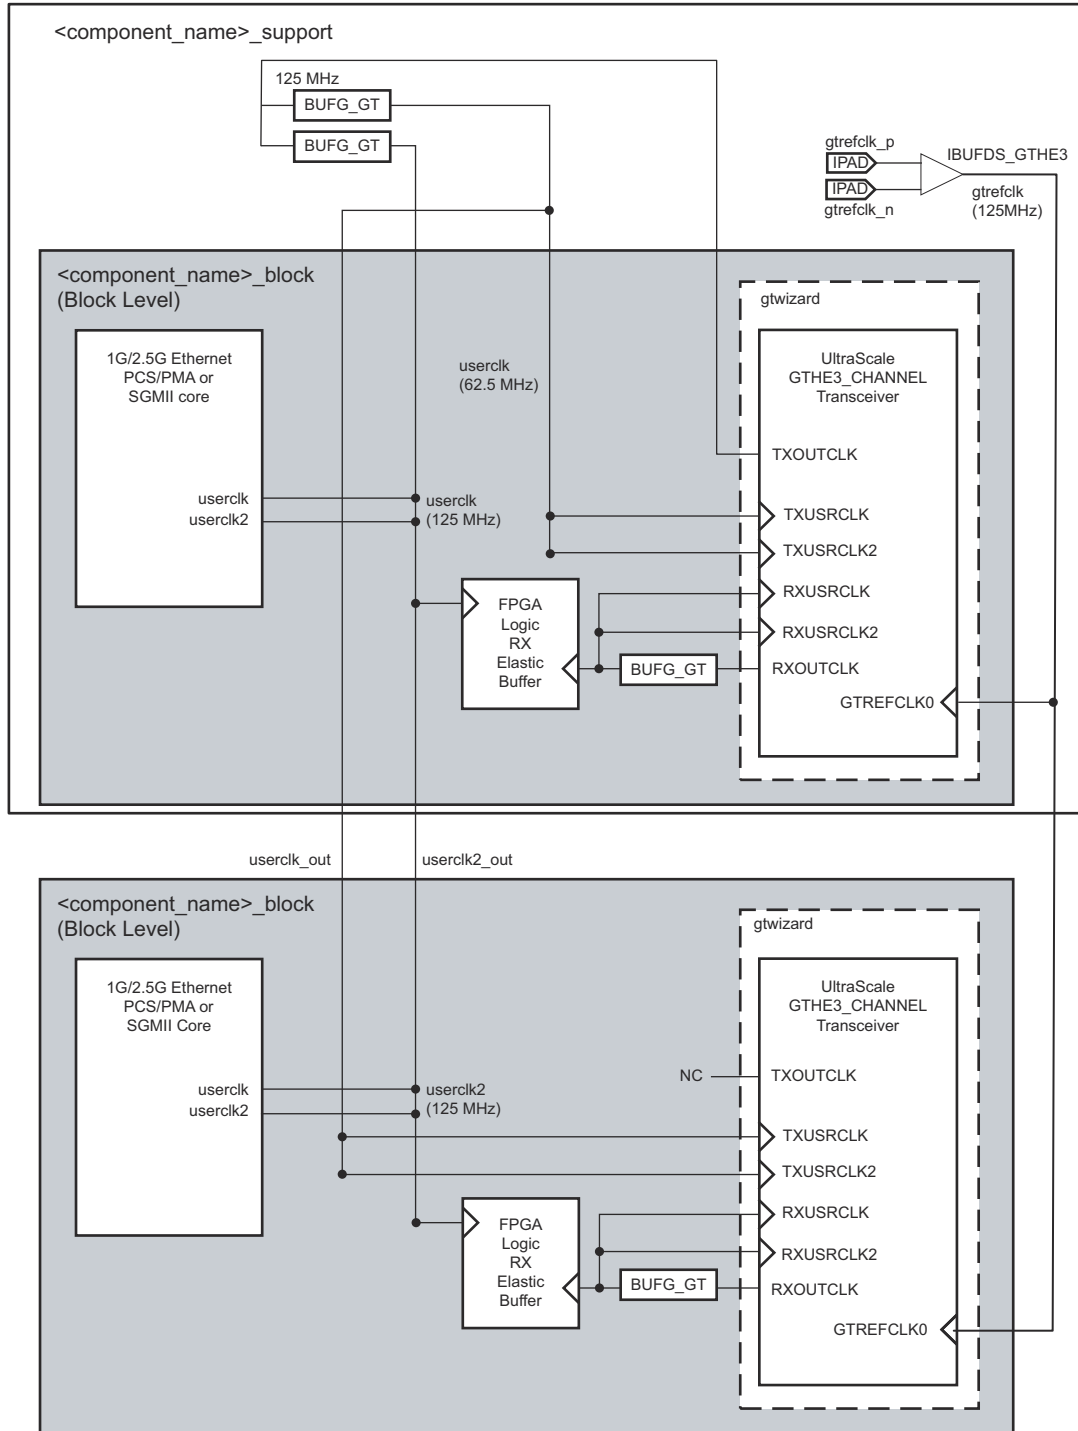 <component_name>_support
125 MHz
BUFG_GT
BUFG_GT
gtrefclk_p
IPAD
IPAD
gtrefclk_n
IBUFDS_GTHE3
gtrefclk
(125MHz)
<component_name>_block
(Block Level)
gtwizard
1G/2.5G Ethernet
PCS/PMA or
SGMII core
userclk
userclk2
userclk
(125 MHz)
userclk
(62.5 MHz)
UltraScale
GTHE3_CHANNEL
Transceiver
TXOUTCLK
TXUSRCLK
TXUSRCLK2
RXUSRCLK
RXUSRCLK2
RXOUTCLK
GTREFCLK0
FPGA
Logic
RX
Elastic
Buffer
BUFG_GT
userclk_out
userclk2_out
<component_name>_block
(Block Level)
gtwizard
1G/2.5G Ethernet
PCS/PMA or
SGMII Core
userclk
userclk2
userclk2
(125 MHz)
UltraScale
GTHE3_CHANNEL
Transceiver
NC
TXOUTCLK
TXUSRCLK
TXUSRCLK2
RXUSRCLK
RXUSRCLK2
RXOUTCLK
GTREFCLK0
FPGA
Logic
RX
Elastic
Buffer
BUFG_GT